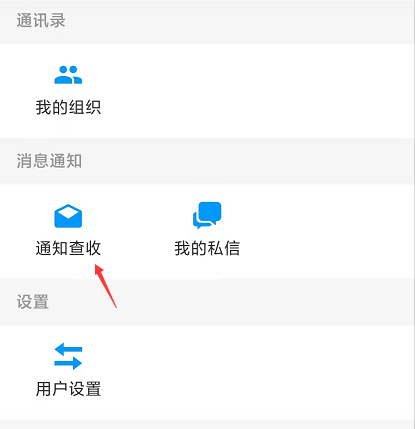 通讯录
我的组织
消息通知
通知查收 我的私信
设置
用户设置